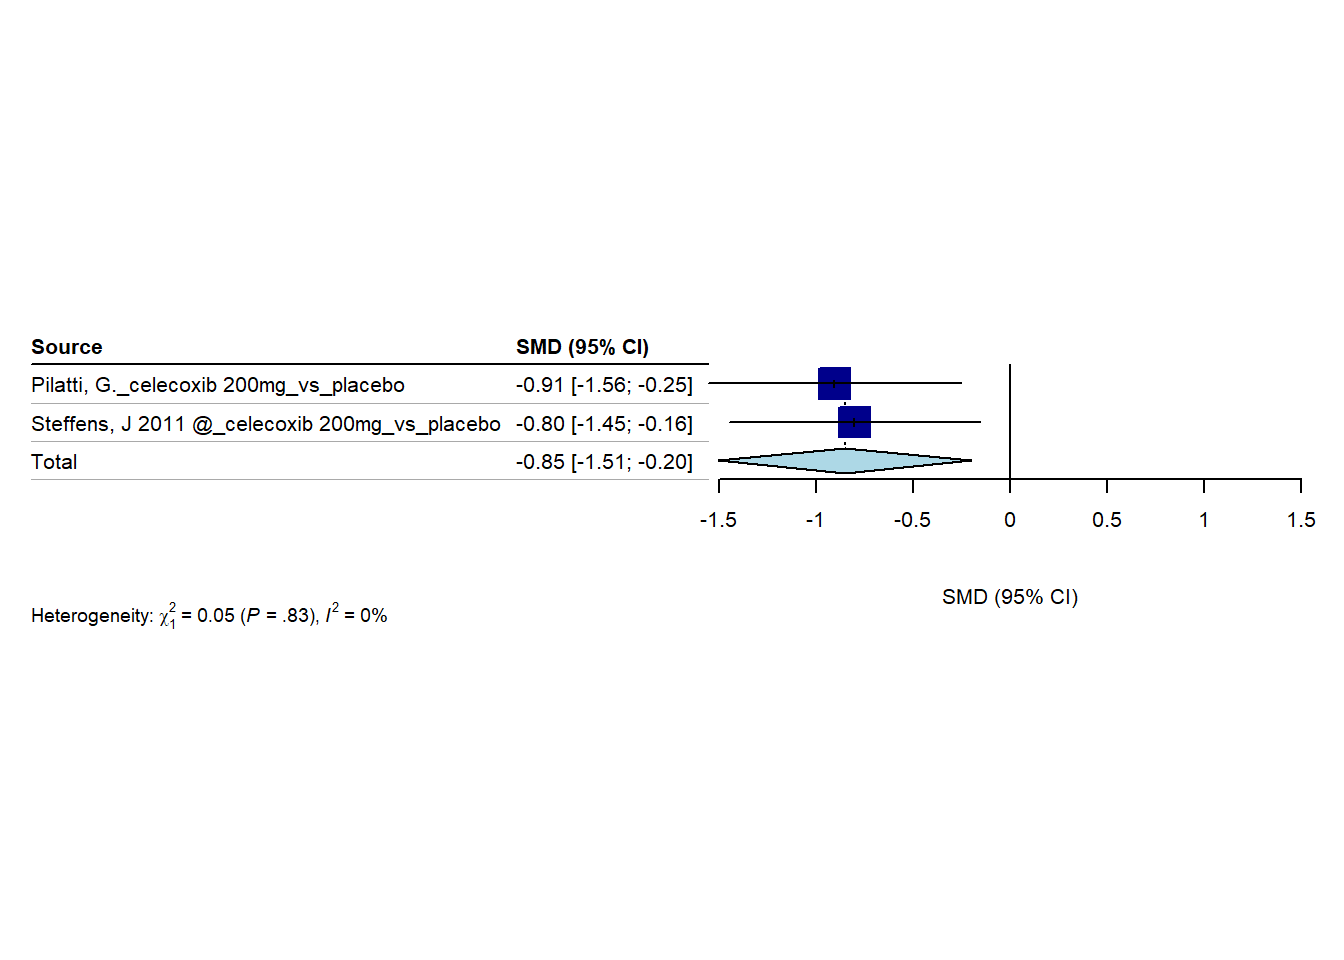 Source SMD (95% CI)
Pilatti, G._celecoxib 200mg_vs_placebo -0.91 [-1.56; -0.25]
Steffens, J 2011 @_celecoxib 200mg_vs_placebo -0.80 [-1.45; -0.16]
Total -0.85 [-1.51; -0.20]
-1.5 -1 -0.5 0 0.5 1 1.5
SMD (95% CI)
Heterogeneity: χ²₁ = 0.05 (P = .83), I² = 0%